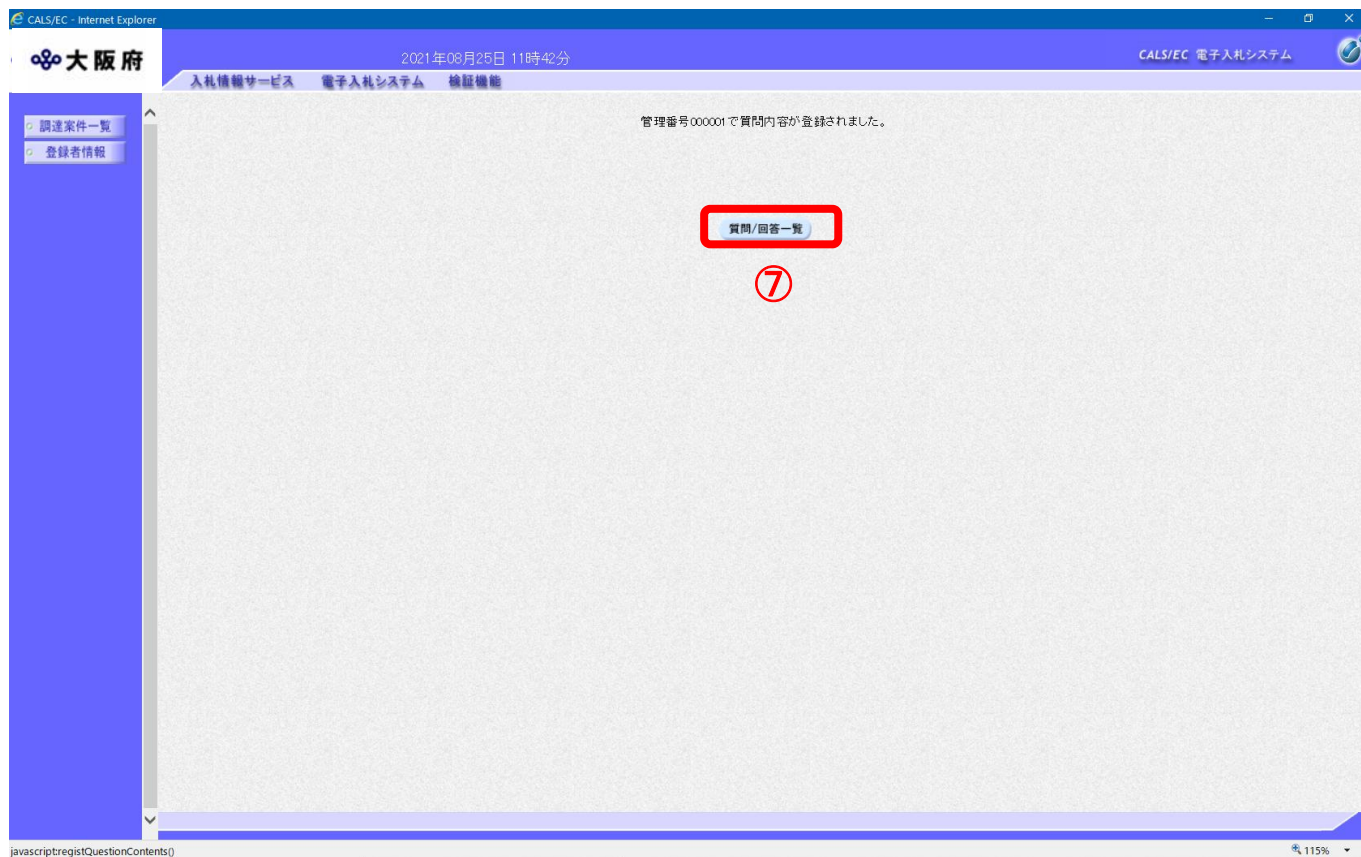 CALS/EC - Internet Explorer
大阪府
2021年08月25日 11時42分
CALS/EC 電子入札システム
入札情報サービス 電子入札システム 検証機能
調達案件一覧
登録者情報
管理番号000001で質問内容が登録されました。
質問/回答一覧
⑦
javascript:registQuestionContents()
115%